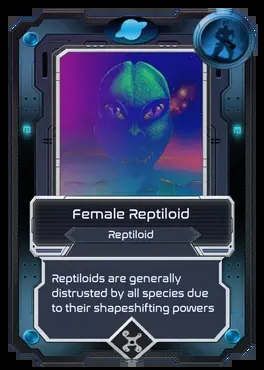 Female Reptiloid
Reptiloid
Reptiloids are generally
distrusted by all species due
to their shapeshifting powers